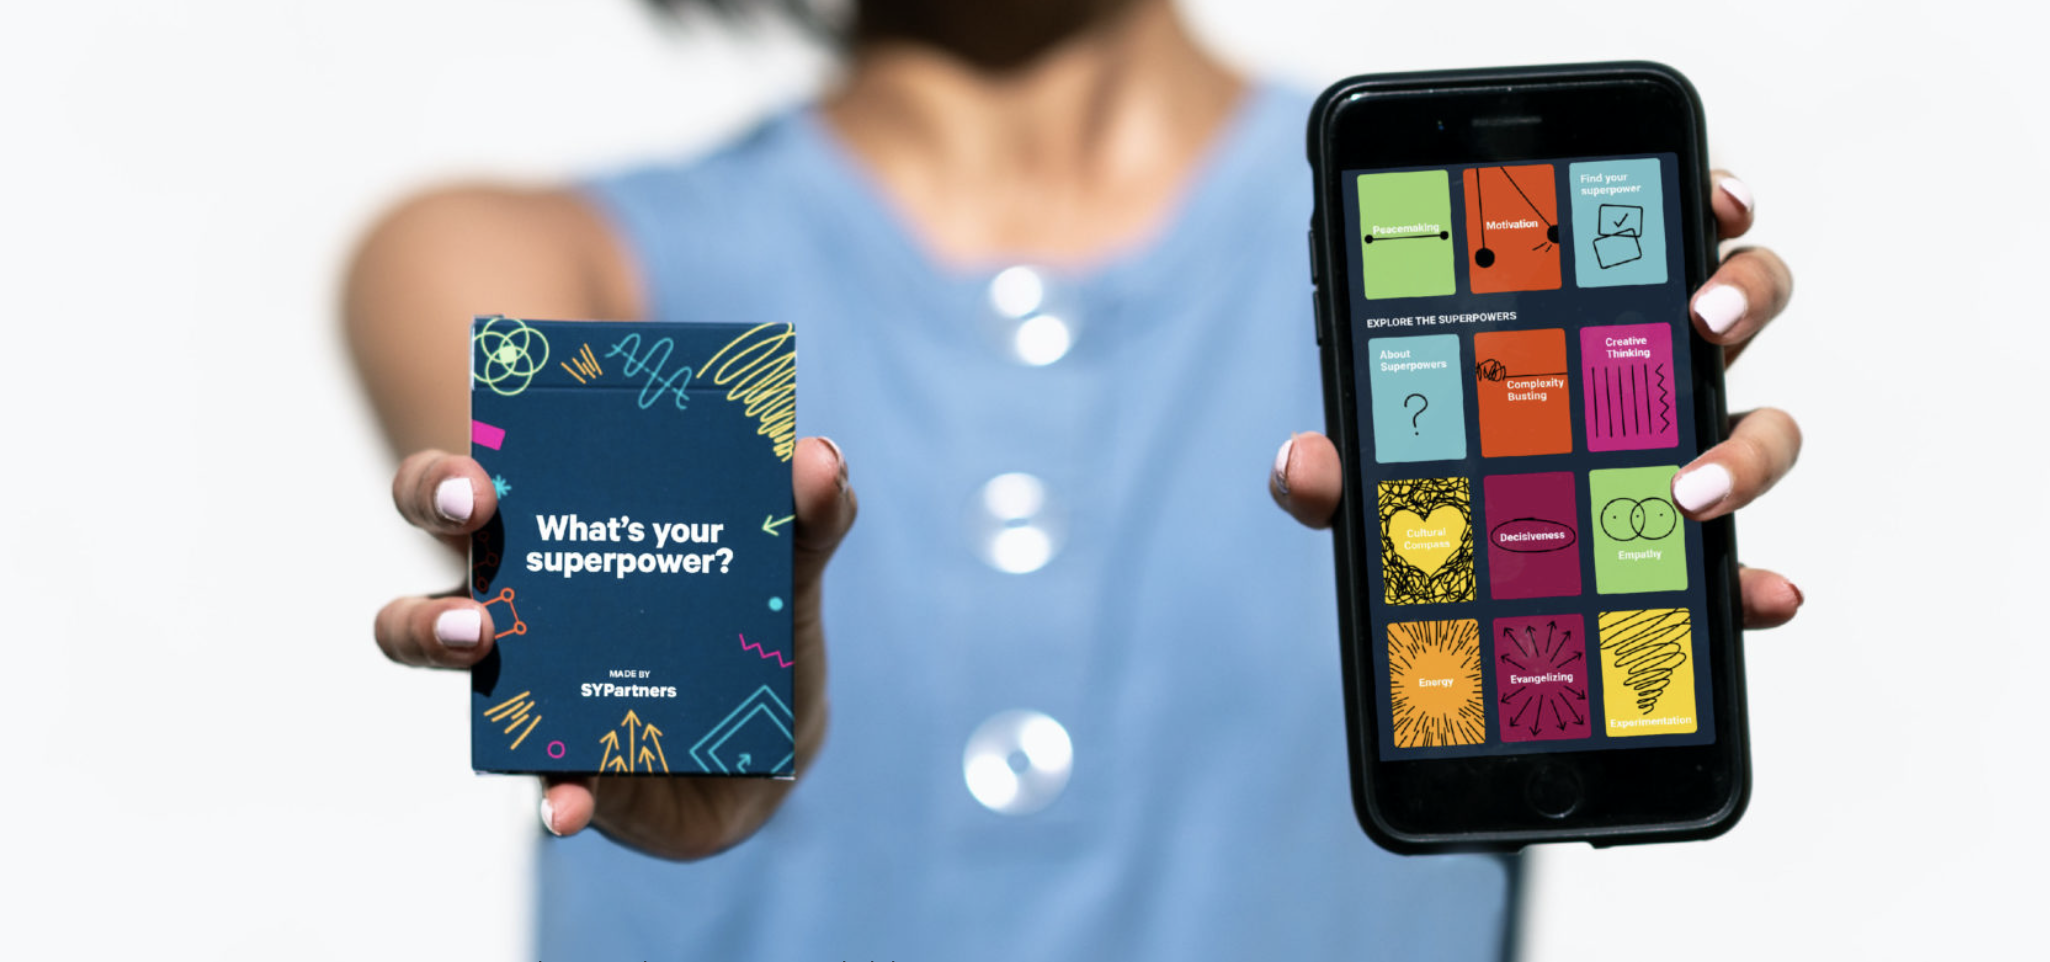 What's your
superpower?
MADE BY
SYPartners
Peacemaking
Motivation
Find your
superpower
EXPLORE THE SUPERPOWERS
About
Superpowers
Complexity
Busting
Creative
Thinking
Cultural
Compass
Decisiveness
Empathy
Energy
Evangelizing
Experimentation